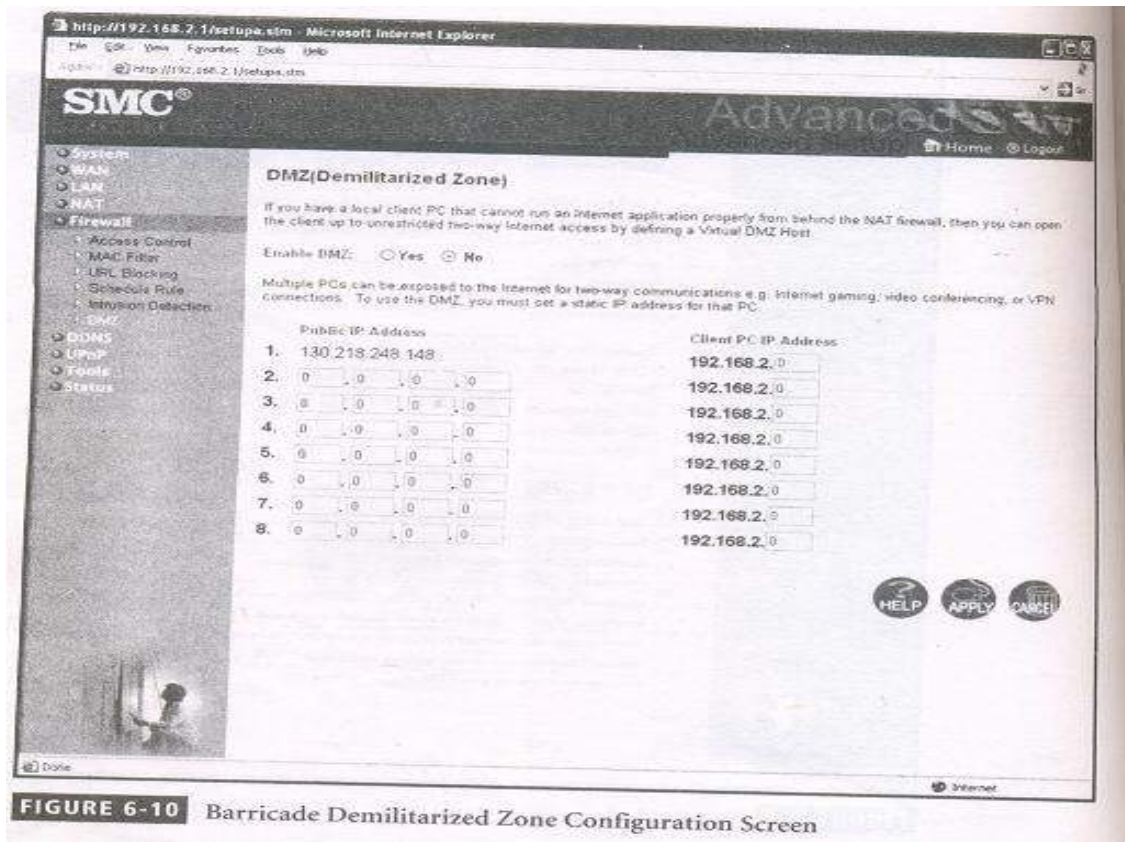 http://192.168.2.1/setupa.stm - Microsoft Internet Explorer
File Edit View Favorites Tools Help
http://192.168.2.1/setupa.stm
SMC®
Advanced
Home Logout
System
WAN
LAN
NAT
Firewall
Access Control
MAC Filter
URL Blocking
Schedule Rule
Intrusion Detection
DMZ
DDNS
UPnP
Tools
Status
DMZ(Demilitarized Zone)
If you have a local client PC that cannot run an Internet application properly from behind the NAT firewall, then you can open
the client up to unrestricted two-way Internet access by defining a Virtual DMZ Host.
Enable DMZ: Yes No
Multiple PCs can be exposed to the Internet for two-way communications e.g. Internet gaming, video conferencing, or VPN
connections. To use the DMZ, you must set a static IP address for that PC.
Public IP Address Client PC IP Address
1. 130.218.248.148 192.168.2.0
2. 0 .0 .0 .0 192.168.2.0
3. 0 .0 .0 .0 192.168.2.0
4. 0 .0 .0 .0 192.168.2.0
5. 0 .0 .0 .0 192.168.2.0
6. 0 .0 .0 .0 192.168.2.0
7. 0 .0 .0 .0 192.168.2.0
8. 0 .0 .0 .0 192.168.2.0
HELP APPLY CANCEL
Done
Internet
FIGURE 6-10 Barricade Demilitarized Zone Configuration Screen